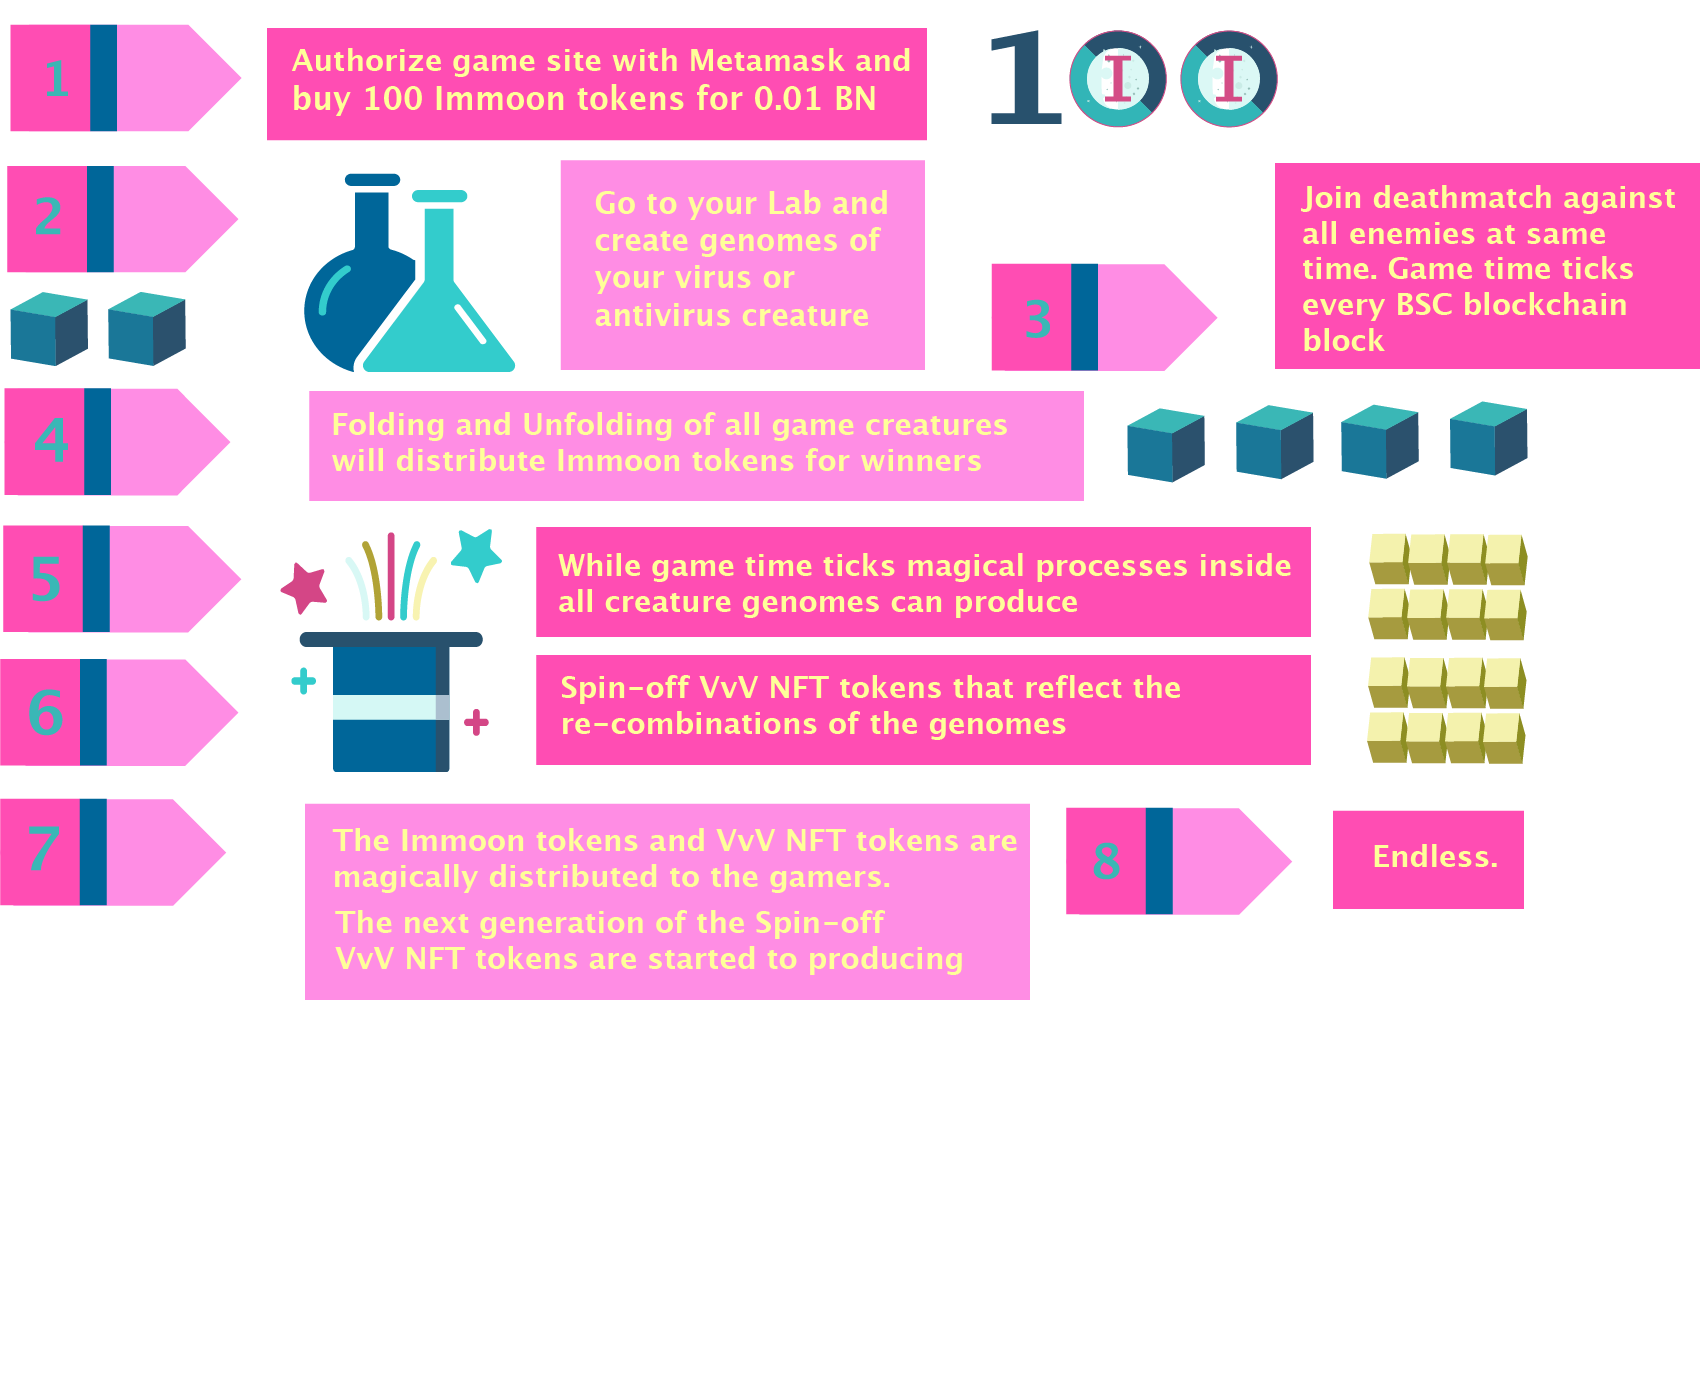 1
Authorize game site with Metamask and
buy 100 Immoon tokens for 0.01 BN
1
I
I
2
Go to your Lab and
create genomes of
your virus or
antivirus creature
3
Join deathmatch against
all enemies at same
time. Game time ticks
every BSC blockchain
block
4
Folding and Unfolding of all game creatures
will distribute Immoon tokens for winners
5
While game time ticks magical processes inside
all creature genomes can produce
6
Spin-off VvV NFT tokens that reflect the
re-combinations of the genomes
7
The Immoon tokens and VvV NFT tokens are
magically distributed to the gamers.
The next generation of the Spin-off
VvV NFT tokens are started to producing
8
Endless.